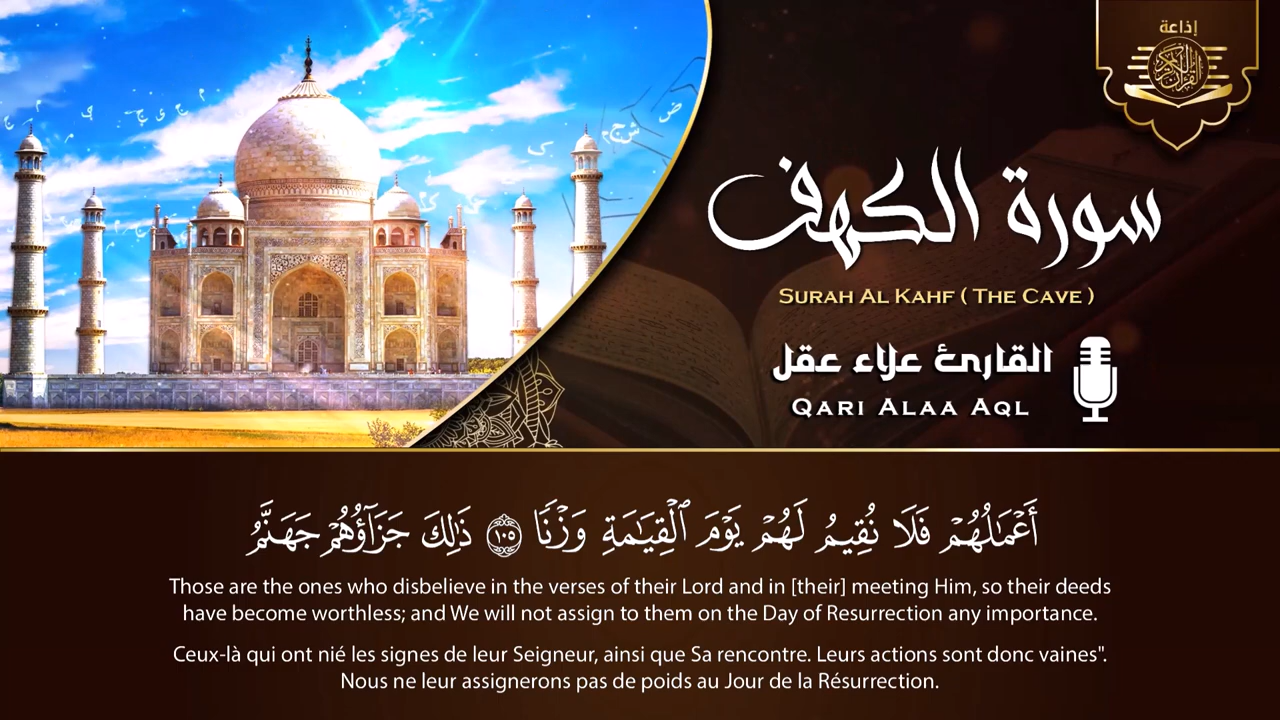 إذاعة
القرآن الكريم
سورة الكهف
SURAH AL KAHF ( THE CAVE )
القارئ علاء عقل
QARI ALAA AQL
أَعْمَـٰلُهُمْ فَلَا نُقِيمُ لَهُمْ يَوْمَ ٱلْقِيَـٰمَةِ وَزْنًا ١٠٥ ذَٰلِكَ جَزَآؤُهُمْ جَهَنَّمُ
Those are the ones who disbelieve in the verses of their Lord and in [their] meeting Him, so their deeds
have become worthless; and We will not assign to them on the Day of Resurrection any importance.
Ceux-là qui ont nié les signes de leur Seigneur, ainsi que Sa rencontre. Leurs actions sont donc vaines".
Nous ne leur assignerons pas de poids au Jour de la Résurrection.